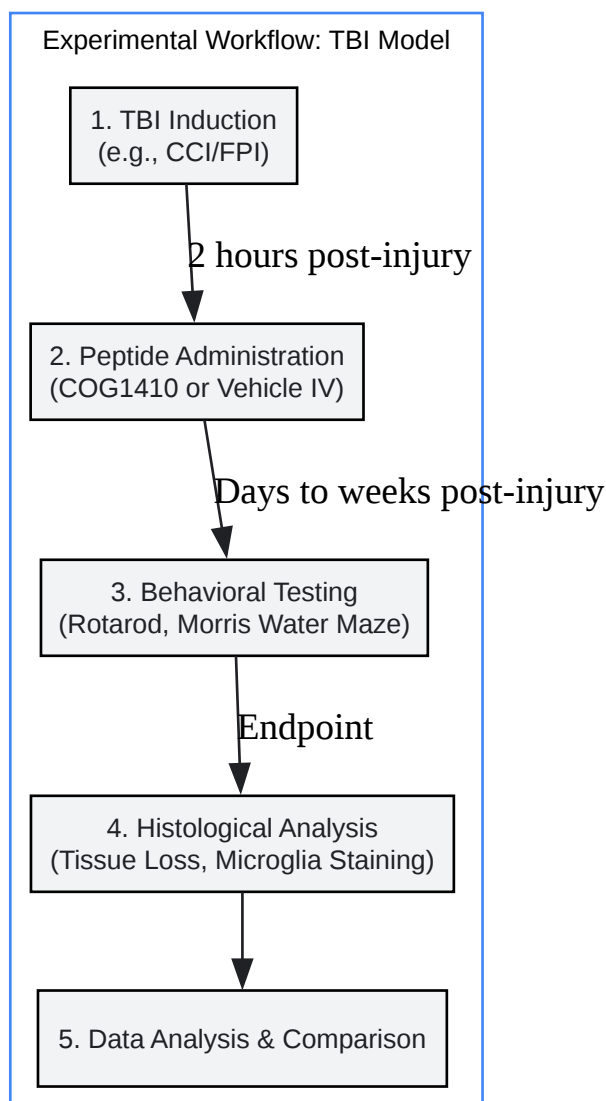 Experimental Workflow: TBI Model
1. TBI Induction
(e.g., CCI/FPI)
2 hours post-injury
2. Peptide Administration
(COG1410 or Vehicle IV)
Days to weeks post-injury
3. Behavioral Testing
(Rotarod, Morris Water Maze)
Endpoint
4. Histological Analysis
(Tissue Loss, Microglia Staining)
5. Data Analysis & Comparison